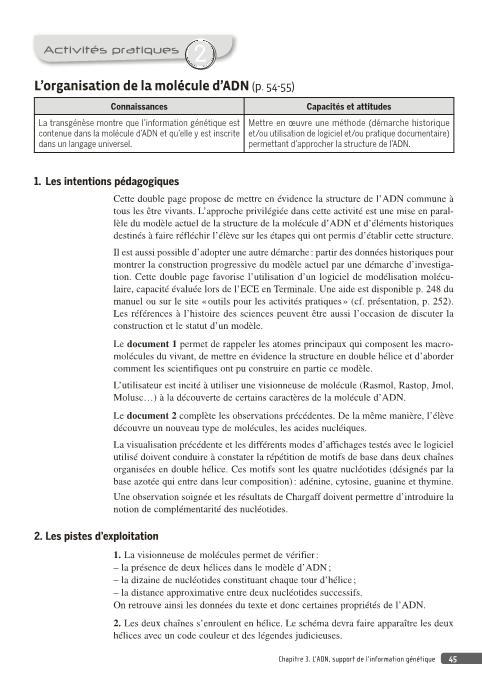 Activités pratiques 2
L'organisation de la molécule d'ADN (p. 54-55)
Connaissances
Capacités et attitudes
La transgénèse montre que l'information génétique est
contenue dans la molécule d'ADN et qu'elle y est inscrite
dans un langage universel.
Mettre en œuvre une méthode (démarche historique
et/ou utilisation de logiciel et/ou pratique documentaire)
permettant d'approcher la structure de l'ADN.
1. Les intentions pédagogiques
Cette double page propose de mettre en évidence la structure de l'ADN commune à
tous les être vivants. L'approche privilégiée dans cette activité est une mise en paral-
lèle du modèle actuel de la structure de la molécule d'ADN et d'éléments historiques
destinés à faire réfléchir l'élève sur les étapes qui ont permis d'établir cette structure.
Il est aussi possible d'adopter une autre démarche : partir des données historiques pour
montrer la construction progressive du modèle actuel par une démarche d'investiga-
tion. Cette double page favorise l'utilisation d'un logiciel de modélisation molécu-
laire, capacité évaluée lors de l'ECE en Terminale. Une aide est disponible p. 248 du
manuel ou sur le site « outils pour les activités pratiques » (cf. présentation, p. 252).
Les références à l'histoire des sciences peuvent être aussi l'occasion de discuter la
construction et le statut d'un modèle.
Le document 1 permet de rappeler les atomes principaux qui composent les macro-
molécules du vivant, de mettre en évidence la structure en double hélice et d'aborder
comment les scientifiques ont pu construire en partie ce modèle.
L'utilisateur est incité à utiliser une visionneuse de molécule (Rasmol, Rastop, Jmol,
Molusc…) à la découverte de certains caractères de la molécule d'ADN.
Le document 2 complète les observations précédentes. De la même manière, l'élève
découvre un nouveau type de molécules, les acides nucléiques.
La visualisation précédente et les différents modes d'affichages testés avec le logiciel
utilisé doivent conduire à constater la répétition de motifs de base dans deux chaînes
organisées en double hélice. Ces motifs sont les quatre nucléotides (désignés par la
base azotée qui entre dans leur composition) : adénine, cytosine, guanine et thymine.
Une observation soignée et les résultats de Chargaff doivent permettre d'introduire la
notion de complémentarité des nucléotides.
2. Les pistes d'exploitation
1. La visionneuse de molécules permet de vérifier :
– la présence de deux hélices dans le modèle d'ADN ;
– la dizaine de nucléotides constituant chaque tour d'hélice ;
– la distance approximative entre deux nucléotides successifs.
On retrouve ainsi les données du texte et donc certaines propriétés de l'ADN.
2. Les deux chaînes s'enroulent en hélice. Le schéma devra faire apparaître les deux
hélices avec un code couleur et des légendes judicieuses.
Chapitre 3. L'ADN, support de l'information génétique 45